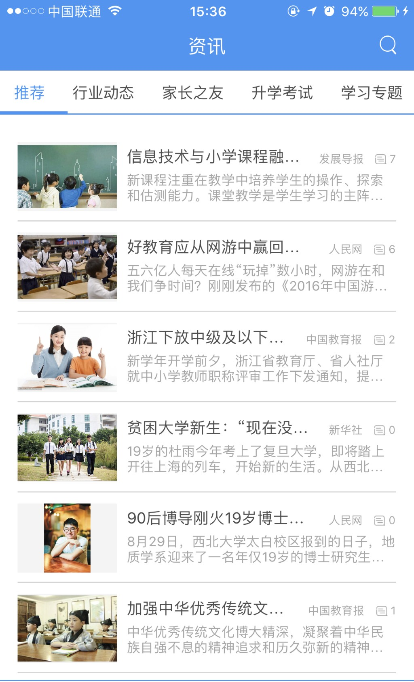 中国联通 15:36 94%
资讯
推荐 行业动态 家长之友 升学考试 学习专题
信息技术与小学课程融... 发展导报 7
新课程注重在教学中培养学生的操作、探索
和估测能力。课堂教学是学生学习的主阵...
好教育应从网游中赢回... 人民网 6
五六亿人每天在线“玩掉”数小时，网游在和
我们争时间？刚刚发布的《2016年中国游...
浙江下放中级及以下... 中国教育报 2
新学年开学前夕，浙江省教育厅、省人社厅
就中小学教师职称评审工作下发通知，提...
贫困大学新生：“现在没... 新华社 0
19岁的杜雨今年考上了复旦大学，即将踏上
开往上海的列车，开始新的生活。从西北...
90后博导刚火19岁博士... 人民网 0
8月29日，西北大学太白校区报到的日子，地
质学系迎来了一名年仅19岁的博士研究生...
加强中华优秀传统文... 中国教育报 1
中华优秀传统文化博大精深，凝聚着中华民
族自强不息的精神追求和历久弥新的精神...